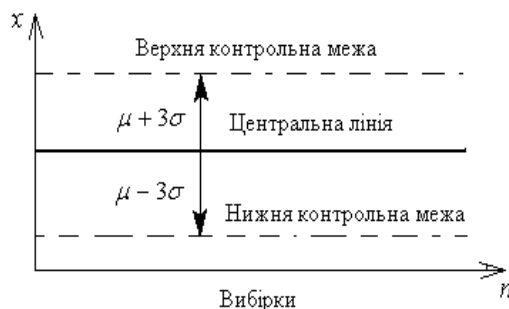 x
Верхня контрольна межа
μ + 3σ
Центральна лінія
μ − 3σ
Нижня контрольна межа
n
Вибірки